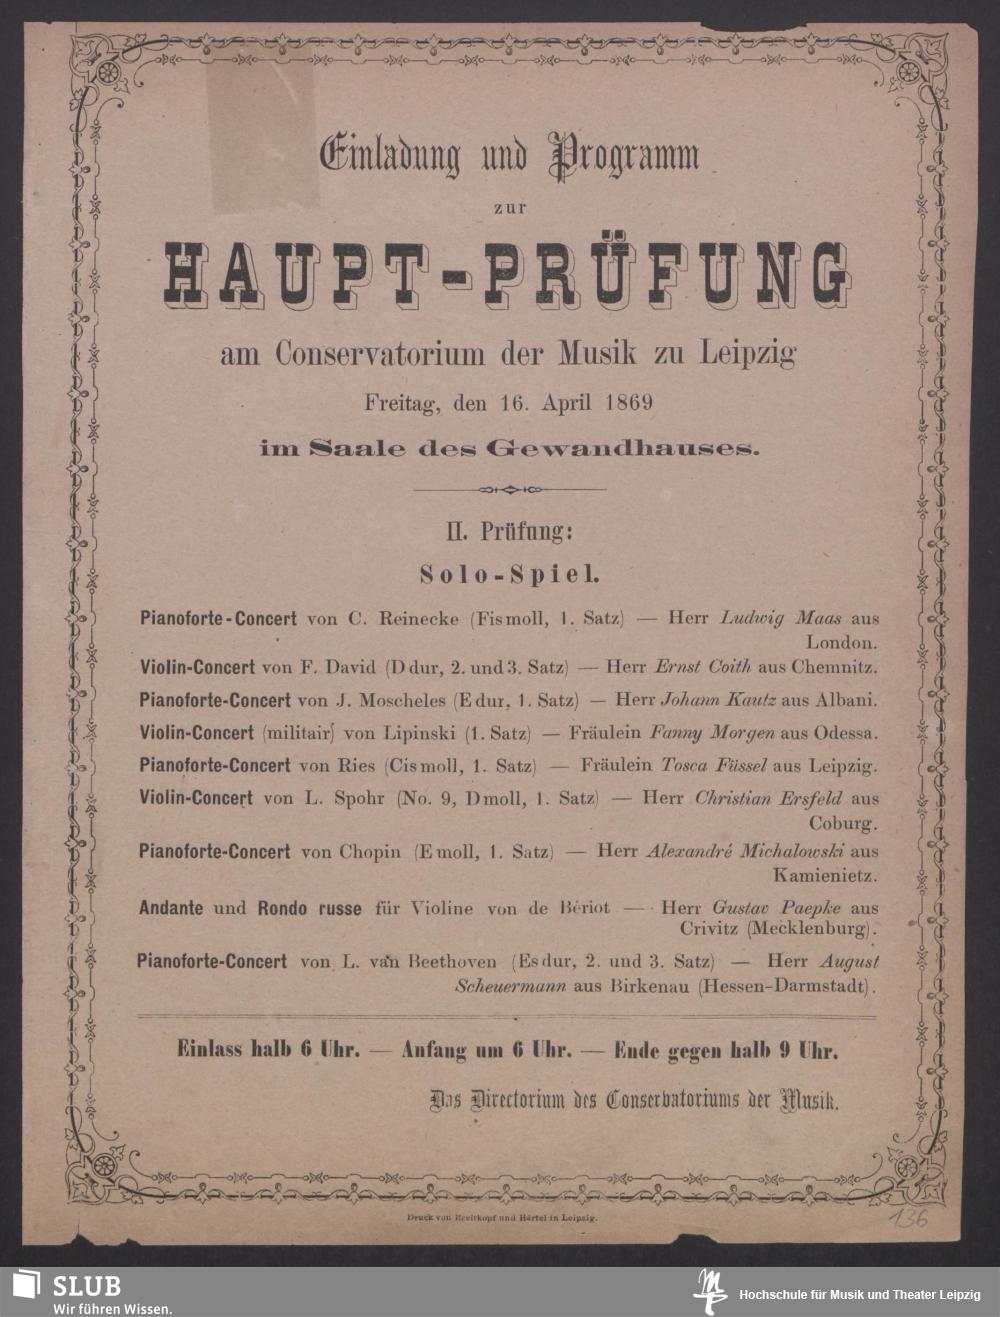 Einladung und Programm
zur
HAUPT-PRÜFUNG
am Conservatorium der Musik zu Leipzig
Freitag, den 16. April 1869
im Saale des Gewandhauses.
II. Prüfung:
Solo-Spiel.
Pianoforte-Concert von C. Reinecke (Fismoll, 1. Satz) — Herr Ludwig Maas aus
London.
Violin-Concert von F. David (Ddur, 2. und 3. Satz) — Herr Ernst Coith aus Chemnitz.
Pianoforte-Concert von J. Moscheles (Edur, 1. Satz) — Herr Johann Kautz aus Albani.
Violin-Concert (militair) von Lipinski (1. Satz) — Fräulein Fanny Morgen aus Odessa.
Pianoforte-Concert von Ries (Cismoll, 1. Satz) — Fräulein Tosca Füssel aus Leipzig.
Violin-Concert von L. Spohr (No. 9, Dmoll, 1. Satz) — Herr Christian Ersfeld aus
Coburg.
Pianoforte-Concert von Chopin (Emoll, 1. Satz) — Herr Alexandré Michalowski aus
Kamienietz.
Andante und Rondo russe für Violine von de Bériot — Herr Gustav Paepke aus
Crivitz (Mecklenburg).
Pianoforte-Concert von L. van Beethoven (Esdur, 2. und 3. Satz) — Herr August
Scheuermann aus Birkenau (Hessen-Darmstadt).
Einlass halb 6 Uhr. — Anfang um 6 Uhr. — Ende gegen halb 9 Uhr.
Das Directorium des Conservatoriums der Musik.
Druck von Breitkopf und Härtel in Leipzig.
136
SLUB
Wir führen Wissen.
Hochschule für Musik und Theater Leipzig